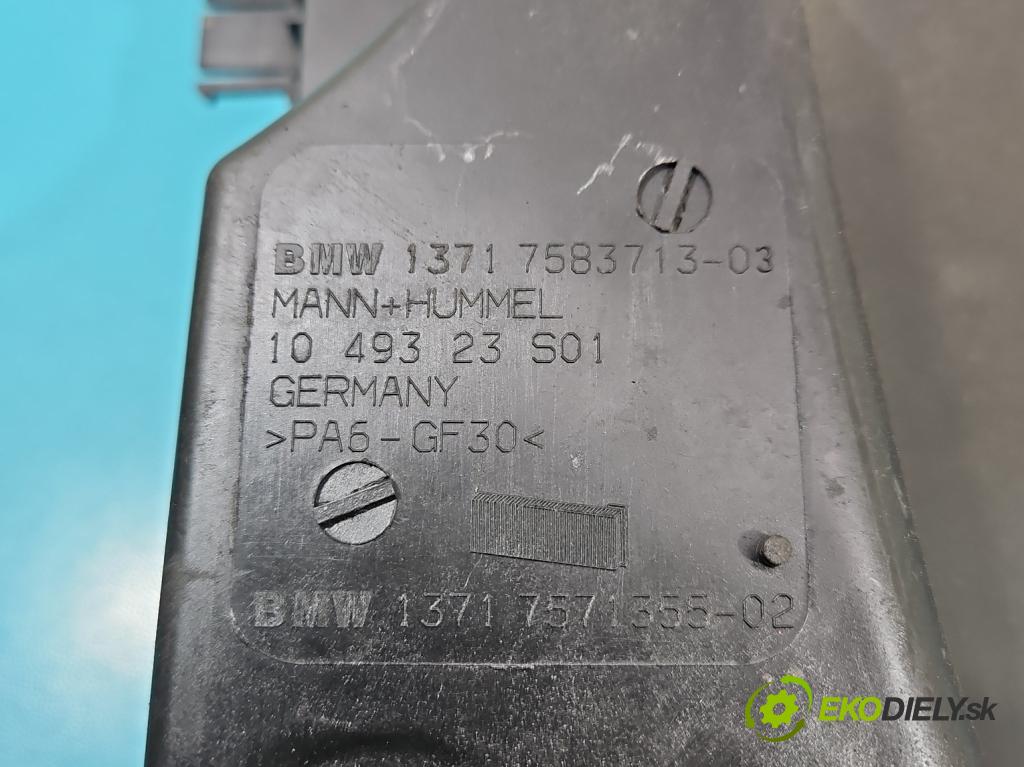 BMW 1371 7583713-03
MANN+HUMMEL
10 493 23 S01
GERMANY
>PA6-GF30<
BMW 1371 7571355-02
EKODIELY.sk